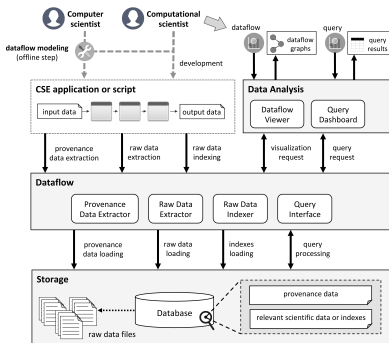 Computer
scientist
Computational
scientist
dataflow modeling
(offline step)
development
dataflow
dataflow
graphs
query
query
results
CSE application or script
input data
output data
Data Analysis
Dataflow
Viewer
Query
Dashboard
provenance
data extraction
raw data
extraction
raw data
indexing
visualization
request
query
request
Dataflow
Provenance
Data Extractor
Raw Data
Extractor
Raw Data
Indexer
Query
Interface
provenance
data loading
raw data
loading
indexes
loading
query
processing
Storage
raw data files
Database
provenance data
relevant scientific data or indexes